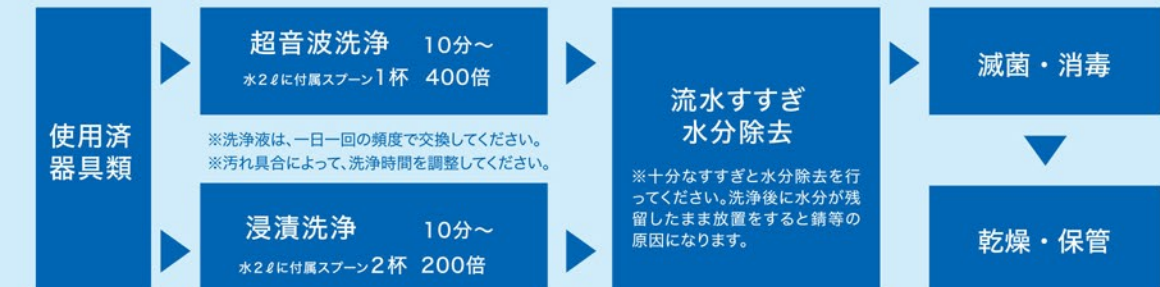 使用済
器具類
超音波洗浄 10分～
水2ℓに付属スプーン1杯 400倍
※洗浄液は、一日一回の頻度で交換してください。
※汚れ具合によって、洗浄時間を調整してください。
浸漬洗浄 10分～
水2ℓに付属スプーン2杯 200倍
流水すすぎ
水分除去
※十分なすすぎと水分除去を行
ってください。洗浄後に水分が残
留したまま放置をすると錆等の
原因になります。
滅菌・消毒
乾燥・保管